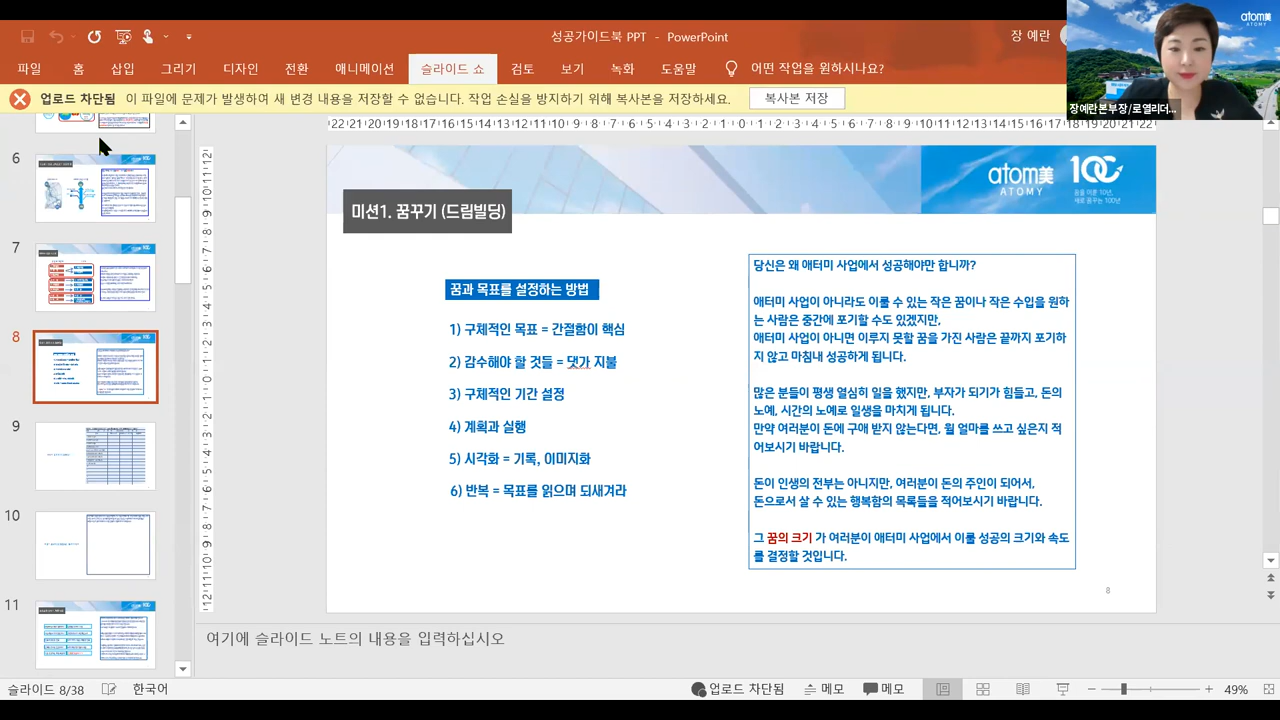 성공가이드북 PPT - PowerPoint
장 예란
atom美
ATOMY
파일 홈 삽입 그리기 디자인 전환 애니메이션 슬라이드 쇼 검토 보기 녹화 도움말 어떤 작업을 원하시나요?
업로드 차단됨 이 파일에 문제가 발생하여 새 변경 내용을 저장할 수 없습니다. 작업 손실을 방지하기 위해 복사본을 저장하세요. 복사본 저장
장예란본부장/로열리더...
6
7
8
9
10
11
atom美
ATOMY
100
꿈을 이룬 10년,
새로 꿈꾸는 100년
미션1. 꿈꾸기 (드림빌딩)
꿈과 목표를 설정하는 방법
1) 구체적인 목표 = 간절함이 핵심
2) 감수해야 할 것들 = 댓가 지불
3) 구체적인 기간 설정
4) 계획과 실행
5) 시각화 = 기록, 이미지화
6) 반복 = 목표를 읽으며 되새겨라
당신은 왜 애터미 사업에서 성공해야만 합니까?
애터미 사업이 아니라도 이룰 수 있는 작은 꿈이나 작은 수입을 원하
는 사람은 중간에 포기할 수도 있겠지만,
애터미 사업이 아니면 이루지 못할 꿈을 가진 사람은 끝까지 포기하
지 않고 마침내 성공하게 됩니다.
많은 분들이 평생 열심히 일을 했지만, 부자가 되기가 힘들고, 돈의
노예, 시간의 노예로 일생을 마치게 됩니다.
만약 여러분이 돈에 구애 받지 않는다면, 월 얼마를 쓰고 싶은지 적
어보시기 바랍니다.
돈이 인생의 전부는 아니지만, 여러분이 돈의 주인이 되어서,
돈으로서 살 수 있는 행복함의 목록들을 적어보시기 바랍니다.
그 꿈의 크기 가 여러분이 애터미 사업에서 이룰 성공의 크기와 속도
를 결정할 것입니다.
8
여기에 슬라이드 노트의 내용을 입력하십시오
슬라이드 8/38 한국어 업로드 차단됨 메모 메모 49%